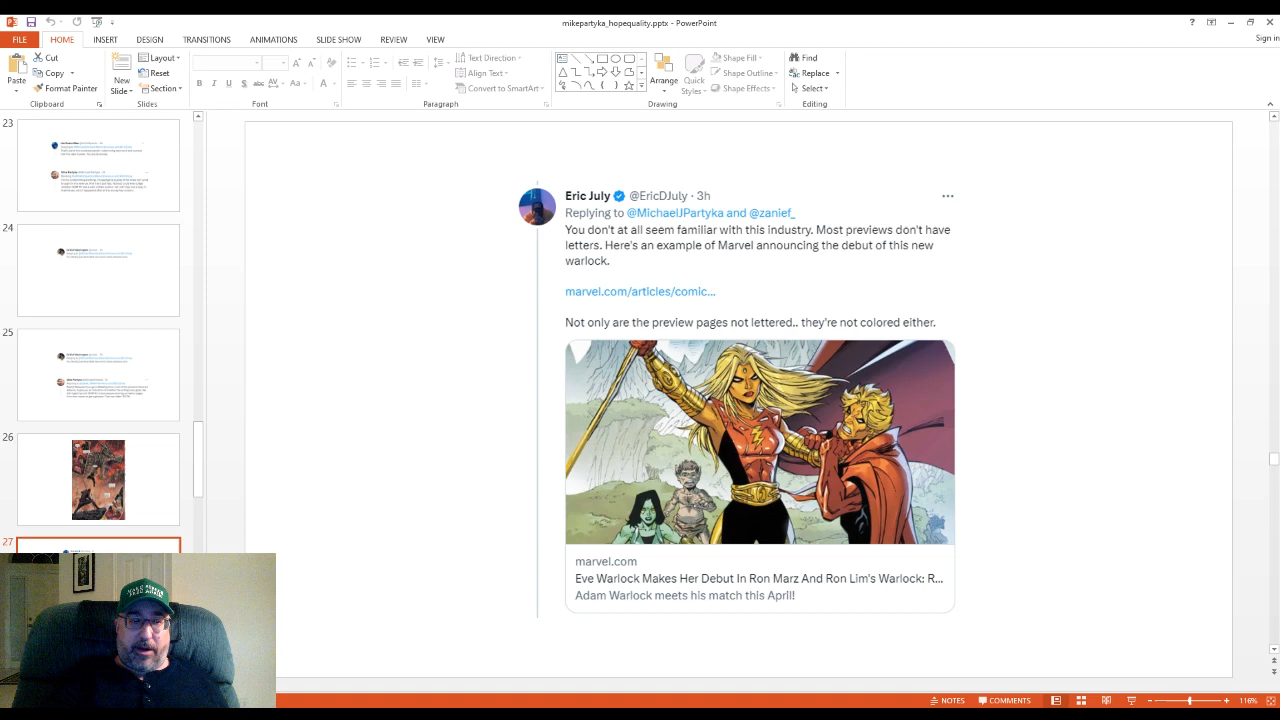 mikepartyka_hopequality.pptx - PowerPoint
Sign in
FILE
HOME
INSERT
DESIGN
TRANSITIONS
ANIMATIONS
SLIDE SHOW
REVIEW
VIEW
Paste
Cut
Copy
Format Painter
Clipboard
New
Slide
Layout
Reset
Section
Slides
Font
Text Direction
Align Text
Convert to SmartArt
Paragraph
Arrange
Quick
Styles
Shape Fill
Shape Outline
Shape Effects
Drawing
Find
Replace
Select
Editing
23
24
25
26
27
Eric July @EricDJuly · 3h
Replying to @MichaelJPartyka and @zanief_
You don't at all seem familiar with this industry. Most previews don't have
letters. Here's an example of Marvel announcing the debut of this new
warlock.
marvel.com/articles/comic...
Not only are the preview pages not lettered.. they're not colored either.
marvel.com
Eve Warlock Makes Her Debut In Ron Marz And Ron Lim's Warlock: R...
Adam Warlock meets his match this April!
NOTES
COMMENTS
116%